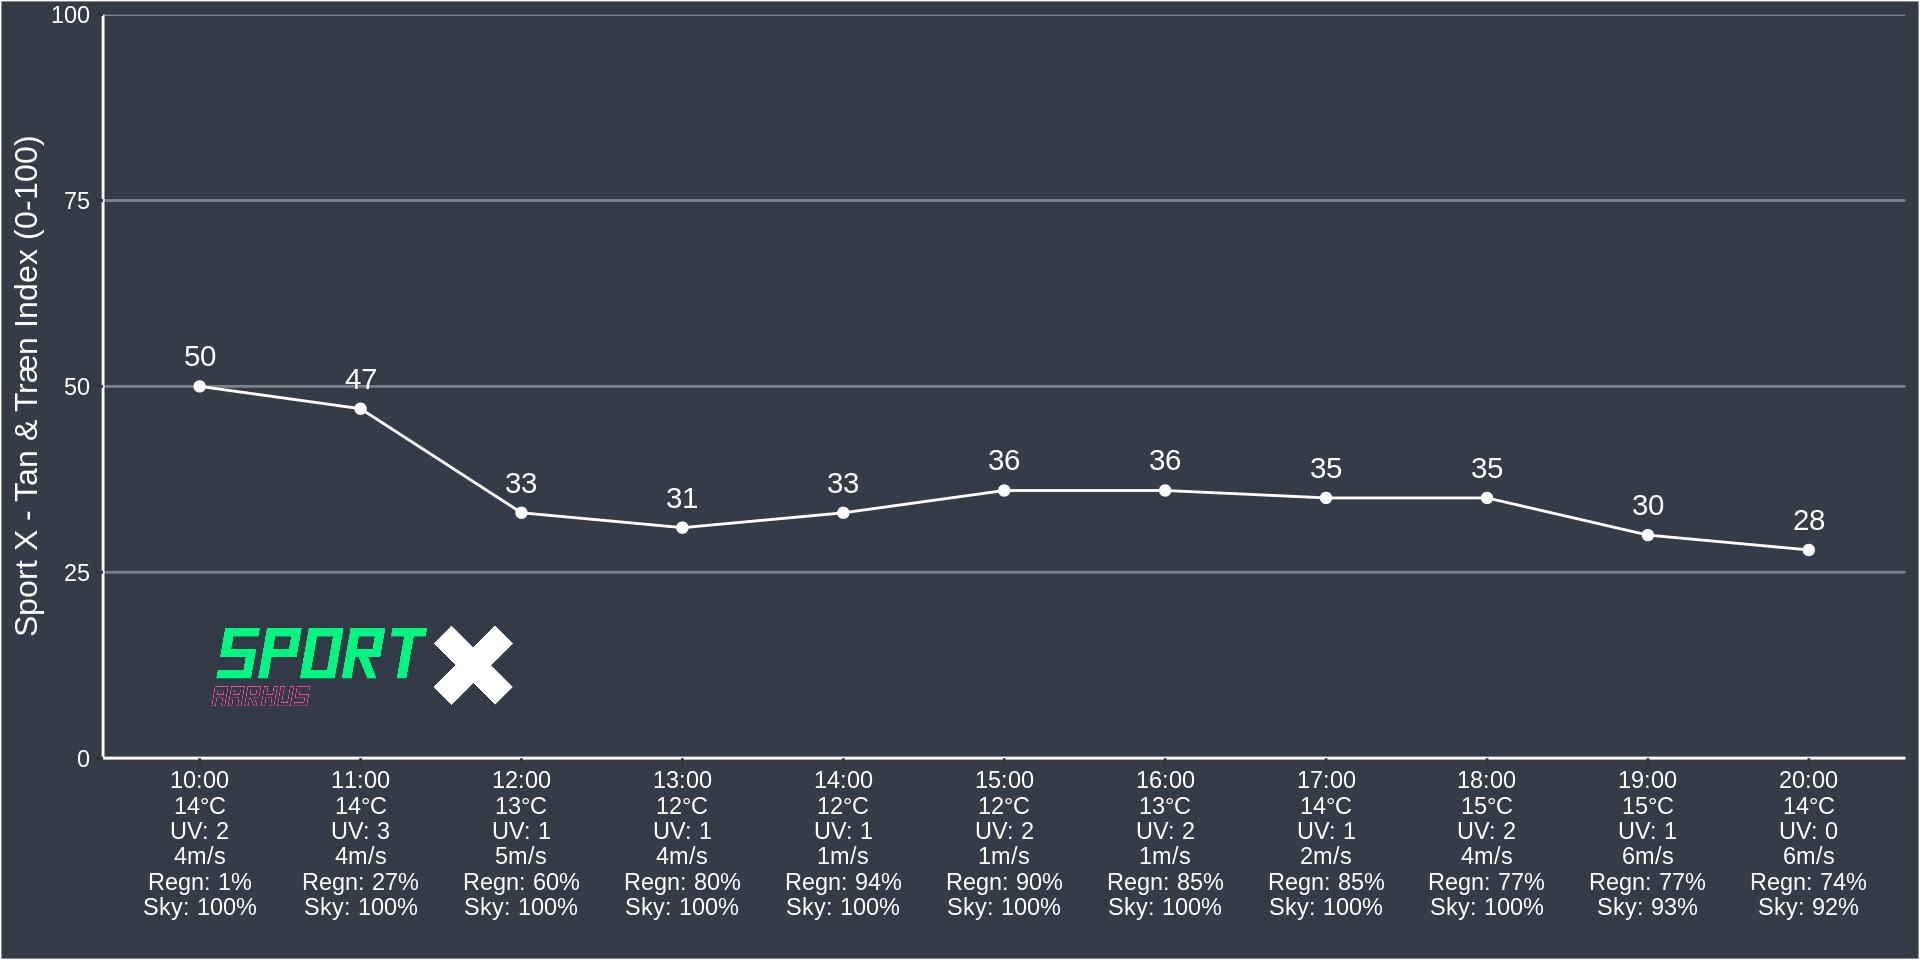 Sport X - Tan & Træn Index (0-100)
100
75
50
25
0
50
47
33
31
33
36
36
35
35
30
28
SPORT X
AARHUS
10:00 11:00 12:00 13:00 14:00 15:00 16:00 17:00 18:00 19:00 20:00
14°C 14°C 13°C 12°C 12°C 12°C 13°C 14°C 15°C 15°C 14°C
UV: 2 UV: 3 UV: 1 UV: 1 UV: 1 UV: 2 UV: 2 UV: 1 UV: 2 UV: 1 UV: 0
4m/s 4m/s 5m/s 4m/s 1m/s 1m/s 1m/s 2m/s 4m/s 6m/s 6m/s
Regn: 1% Regn: 27% Regn: 60% Regn: 80% Regn: 94% Regn: 90% Regn: 85% Regn: 85% Regn: 77% Regn: 77% Regn: 74%
Sky: 100% Sky: 100% Sky: 100% Sky: 100% Sky: 100% Sky: 100% Sky: 100% Sky: 100% Sky: 100% Sky: 93% Sky: 92%